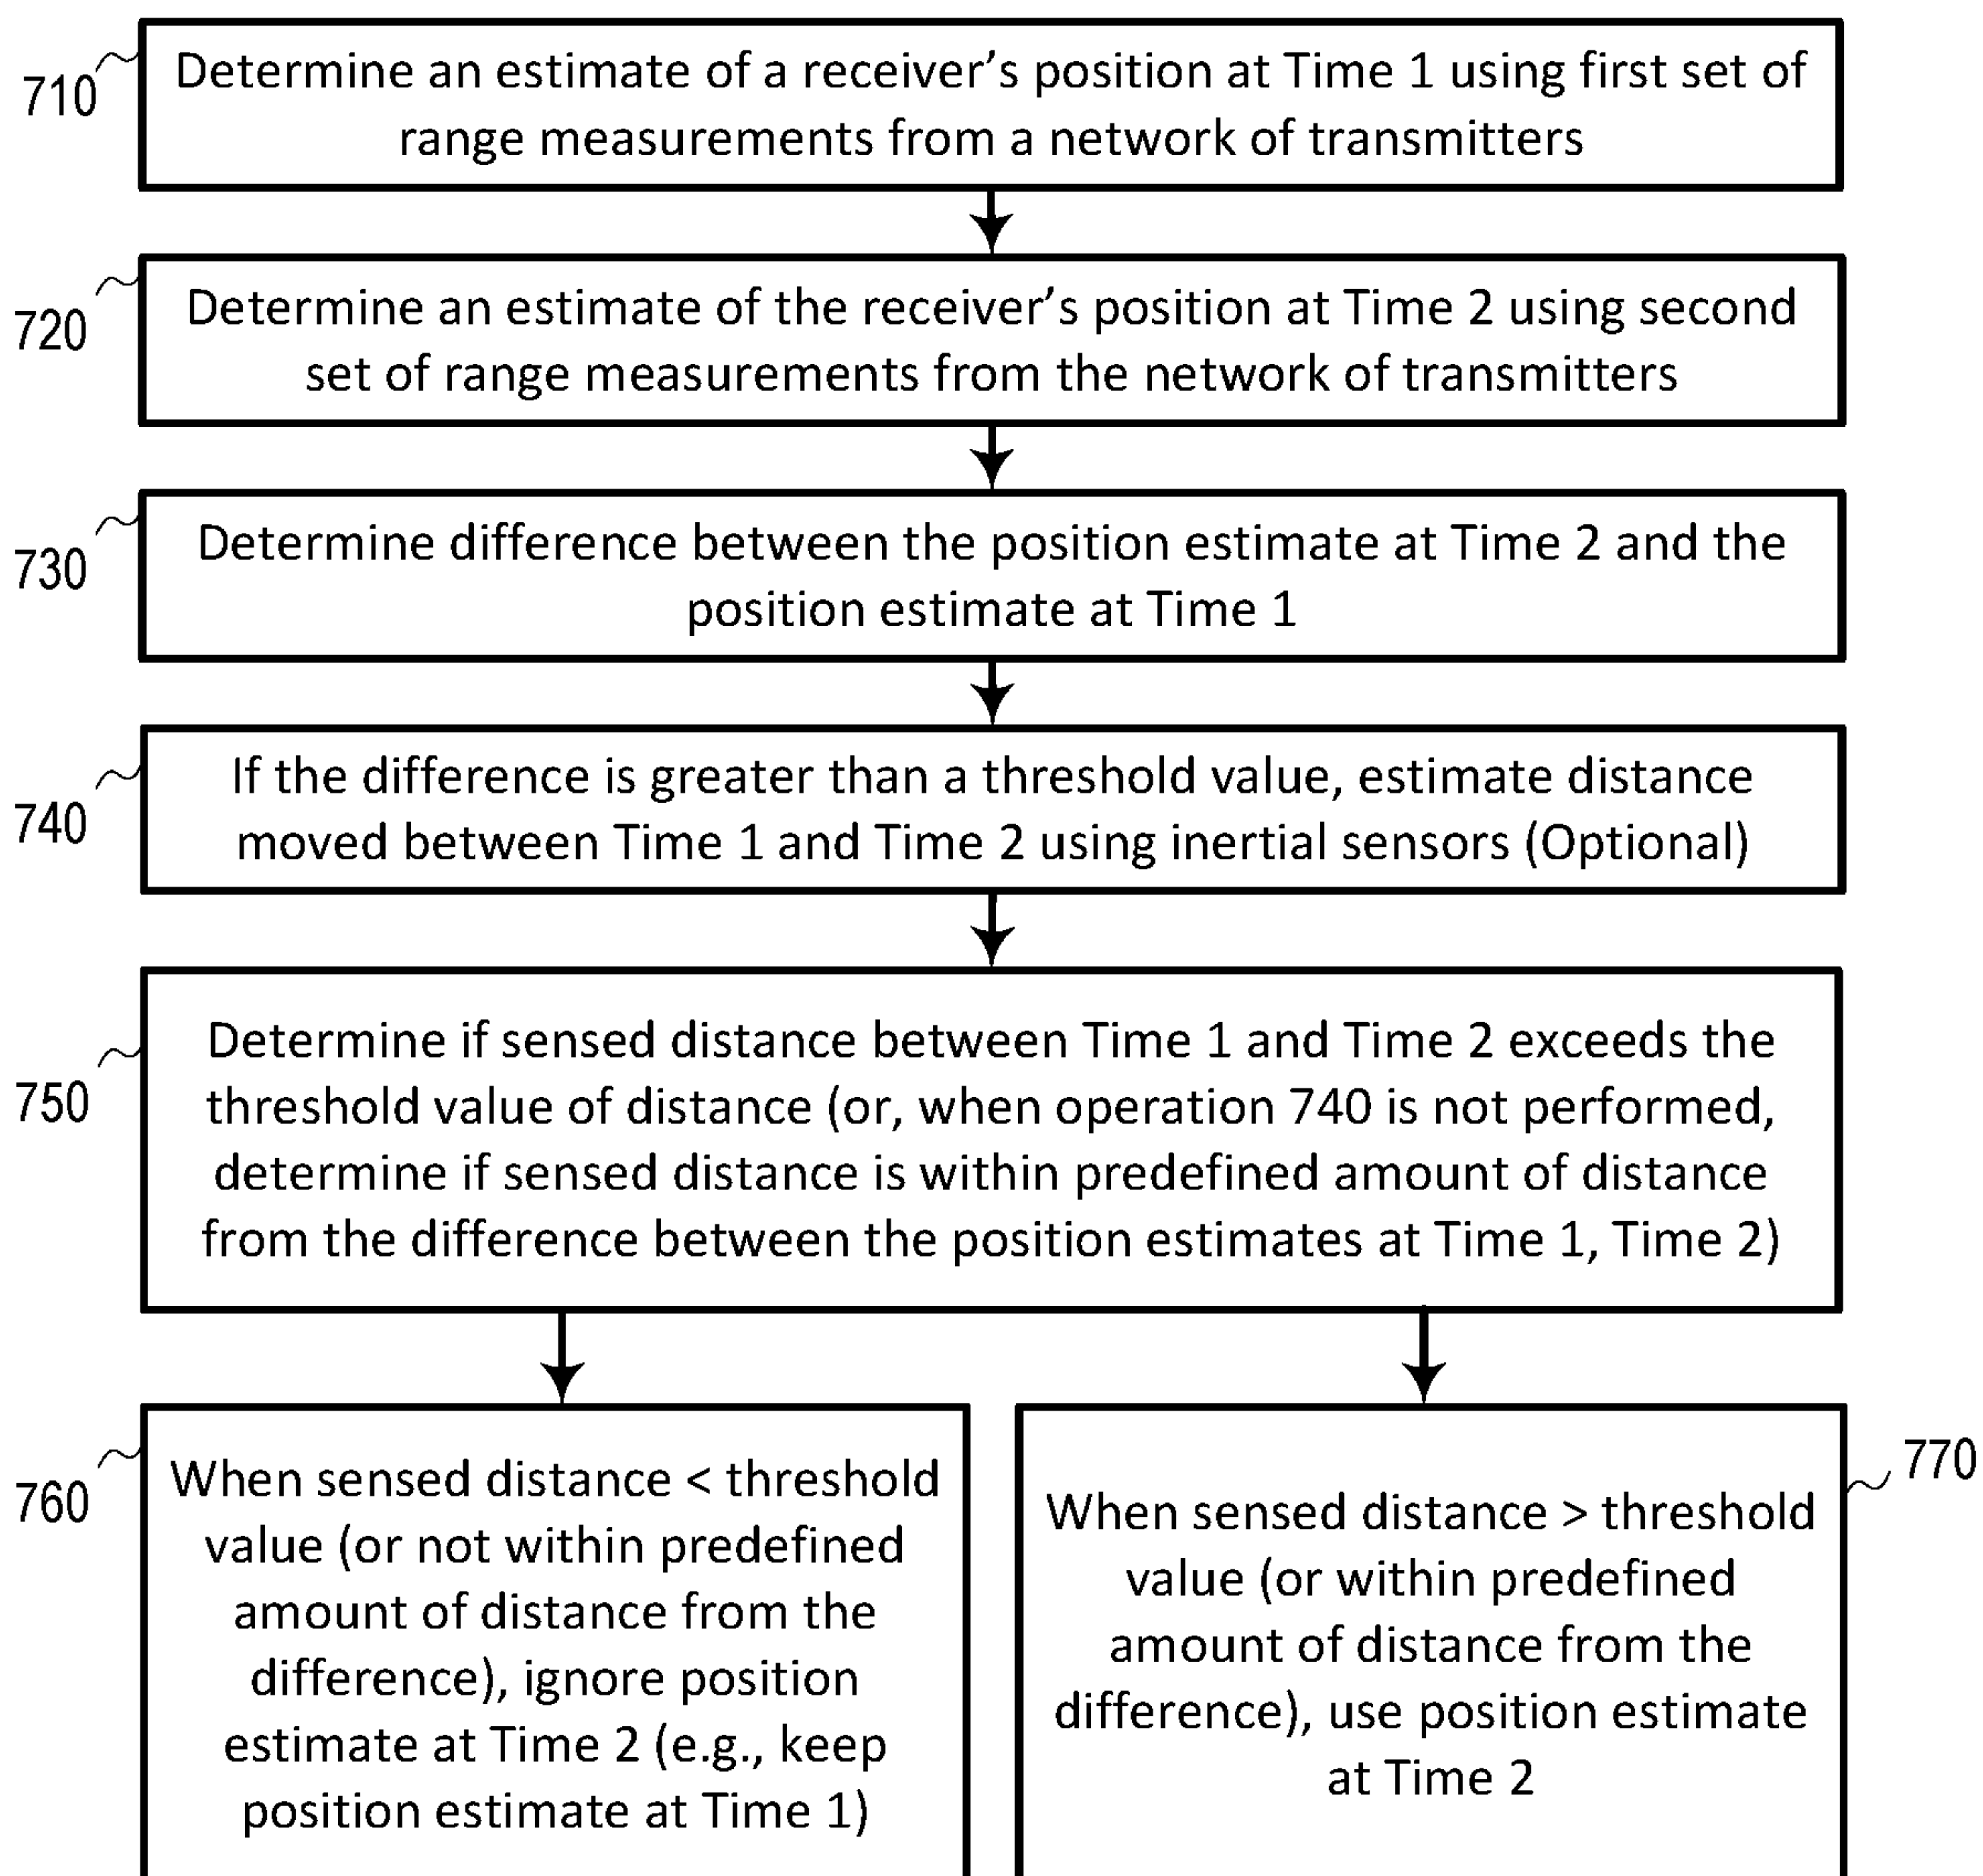 710
Determine an estimate of a receiver’s position at Time 1 using first set of
range measurements from a network of transmitters
720
Determine an estimate of the receiver’s position at Time 2 using second
set of range measurements from the network of transmitters
730
Determine difference between the position estimate at Time 2 and the
position estimate at Time 1
740
If the difference is greater than a threshold value, estimate distance
moved between Time 1 and Time 2 using inertial sensors (Optional)
750
Determine if sensed distance between Time 1 and Time 2 exceeds the
threshold value of distance (or, when operation 740 is not performed,
determine if sensed distance is within predefined amount of distance
from the difference between the position estimates at Time 1, Time 2)
760
When sensed distance < threshold
value (or not within predefined
amount of distance from the
difference), ignore position
estimate at Time 2 (e.g., keep
position estimate at Time 1)
770
When sensed distance > threshold
value (or within predefined
amount of distance from the
difference), use position estimate
at Time 2